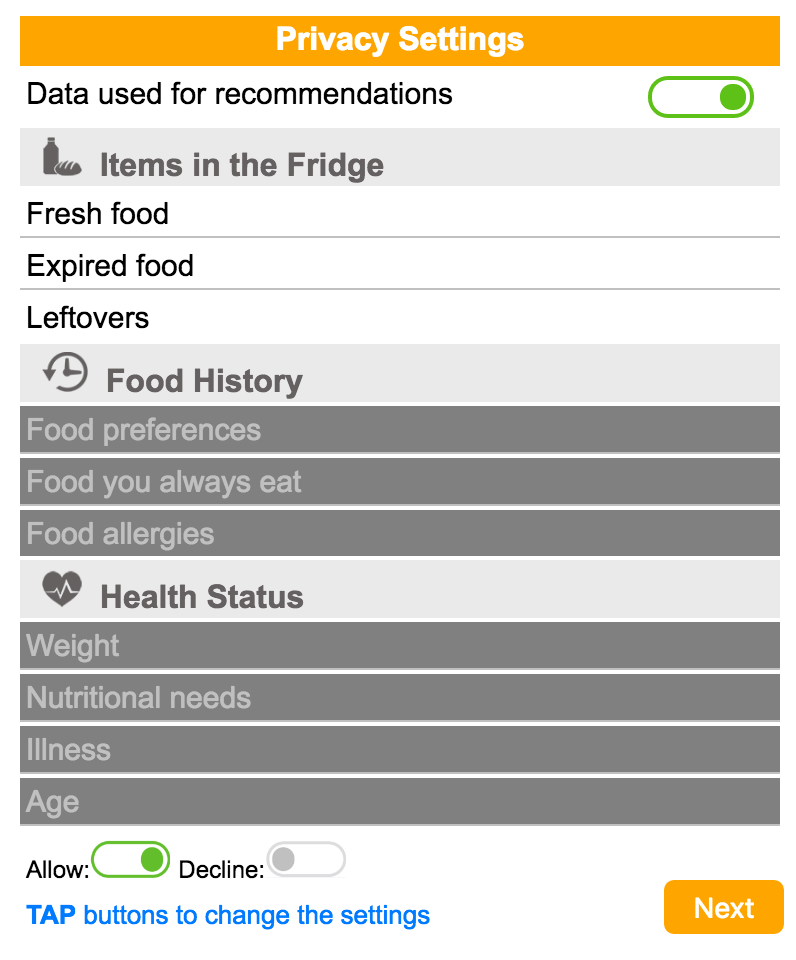 Privacy Settings
Data used for recommendations
Items in the Fridge
Fresh food
Expired food
Leftovers
Food History
Food preferences
Food you always eat
Food allergies
Health Status
Weight
Nutritional needs
Illness
Age
Allow: Decline:
TAP buttons to change the settings
Next